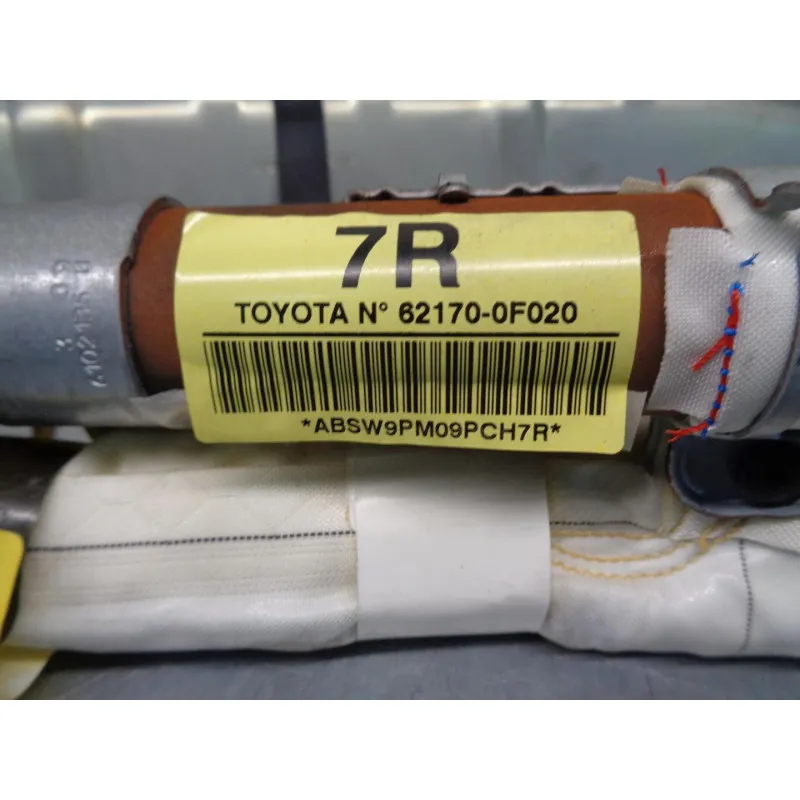 7R
TOYOTA N° 62170-0F020
*ABSW9PM09PCH7R*